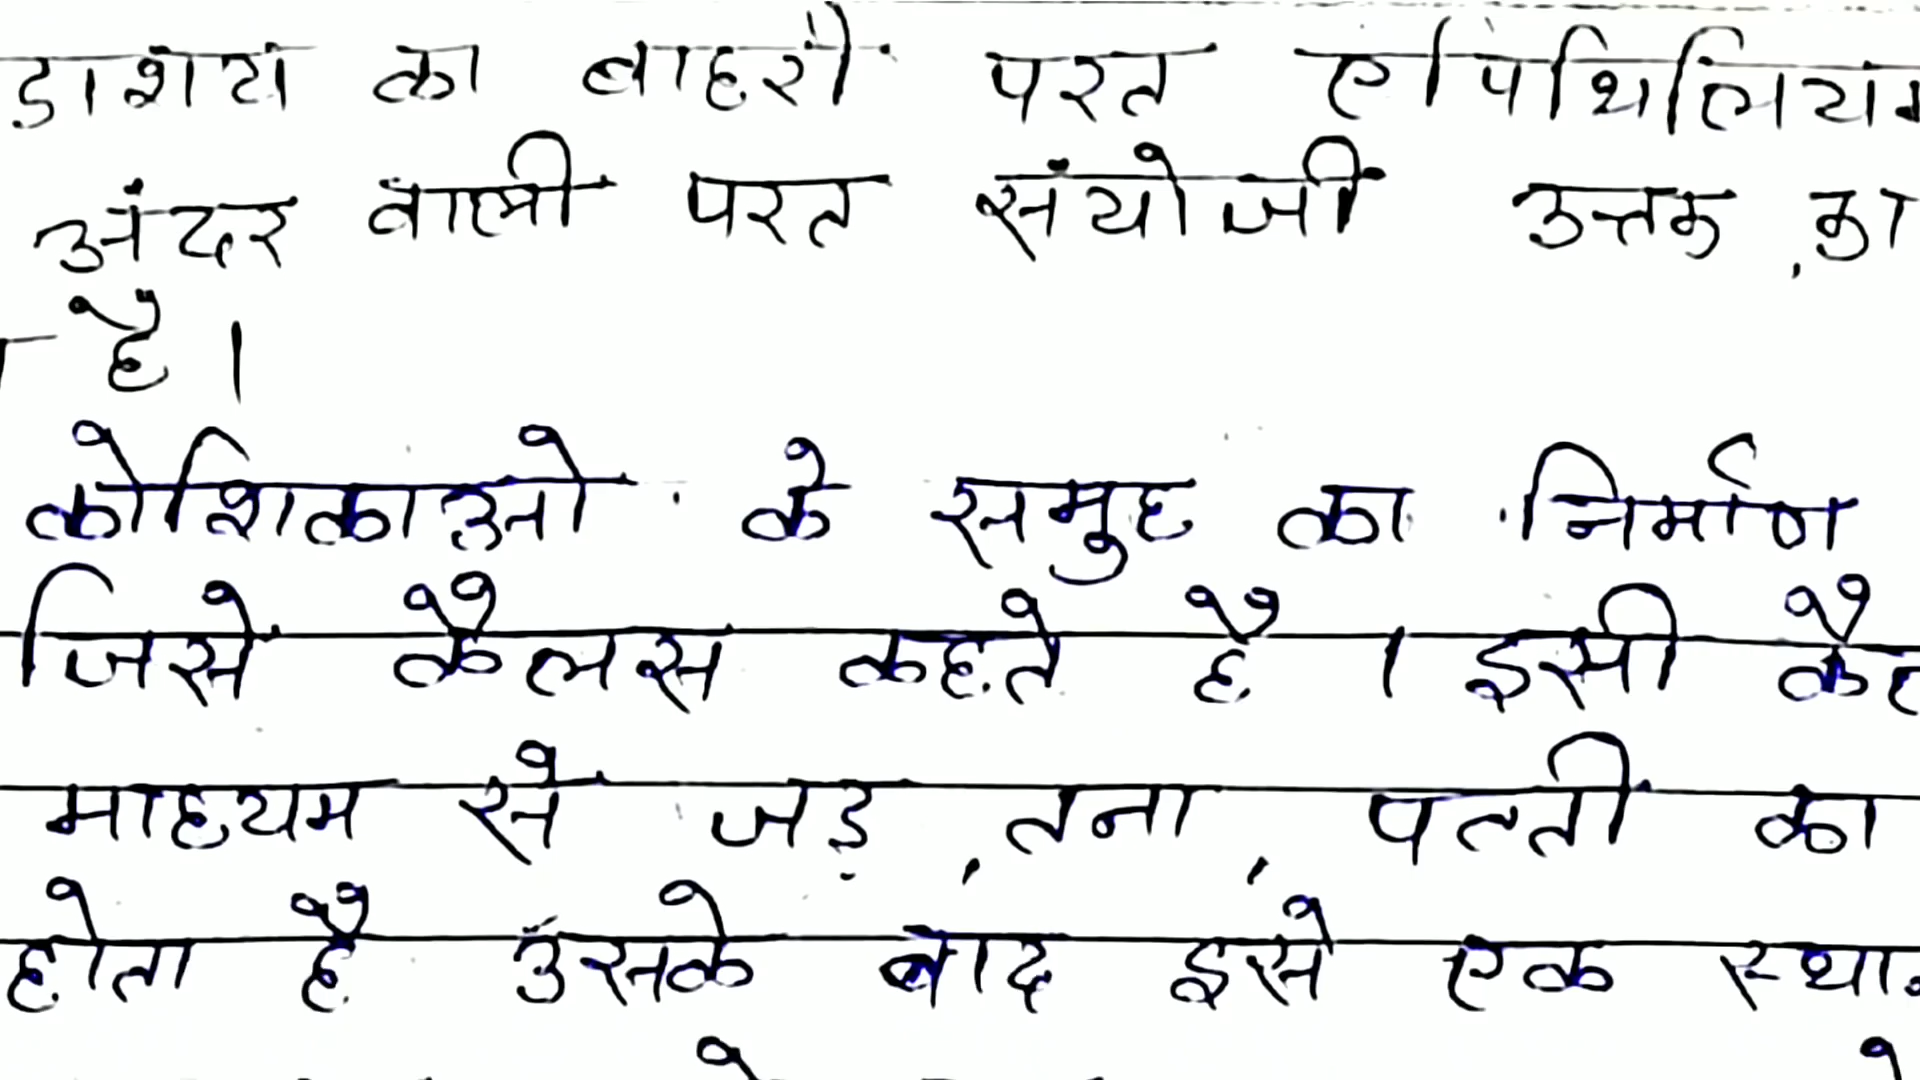 डाशय का बाहरी परत एपिथिलियम
अंदर वाली परत संयोजी उत्तक का
है।
कोशिकाओ के समुह का निर्माण
जिसे कैलस कहते है । इसी कैल
माध्यम से जड़, तना, पत्ती का
होता है उसके बाद इसे एक स्थान